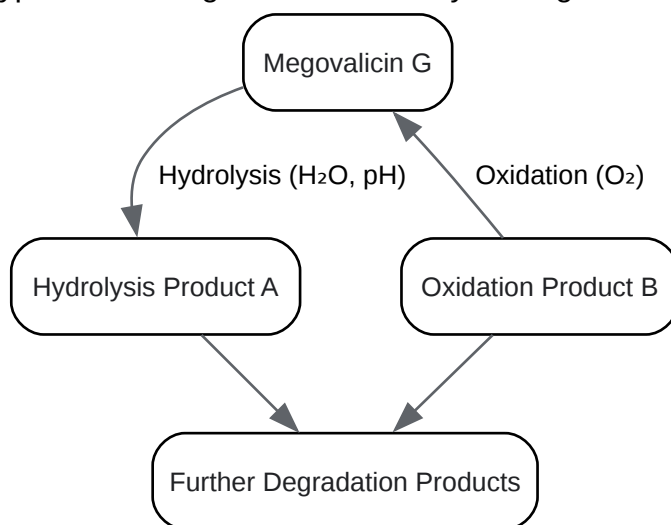 Megovalicin G
Hydrolysis (H₂O, pH) Oxidation (O₂)
Hydrolysis Product A Oxidation Product B
Further Degradation Products